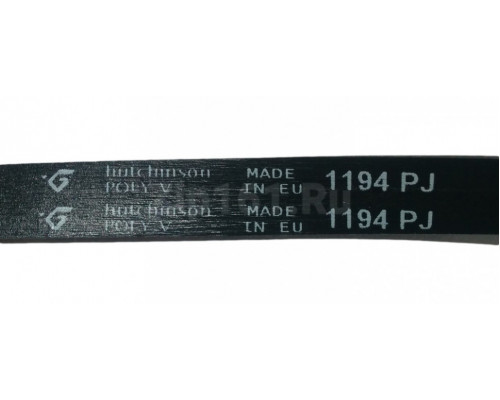 hutchinson MADE 1194 PJ
POLY V IN EU
hutchinson MADE 1194 PJ
POLY V IN EU